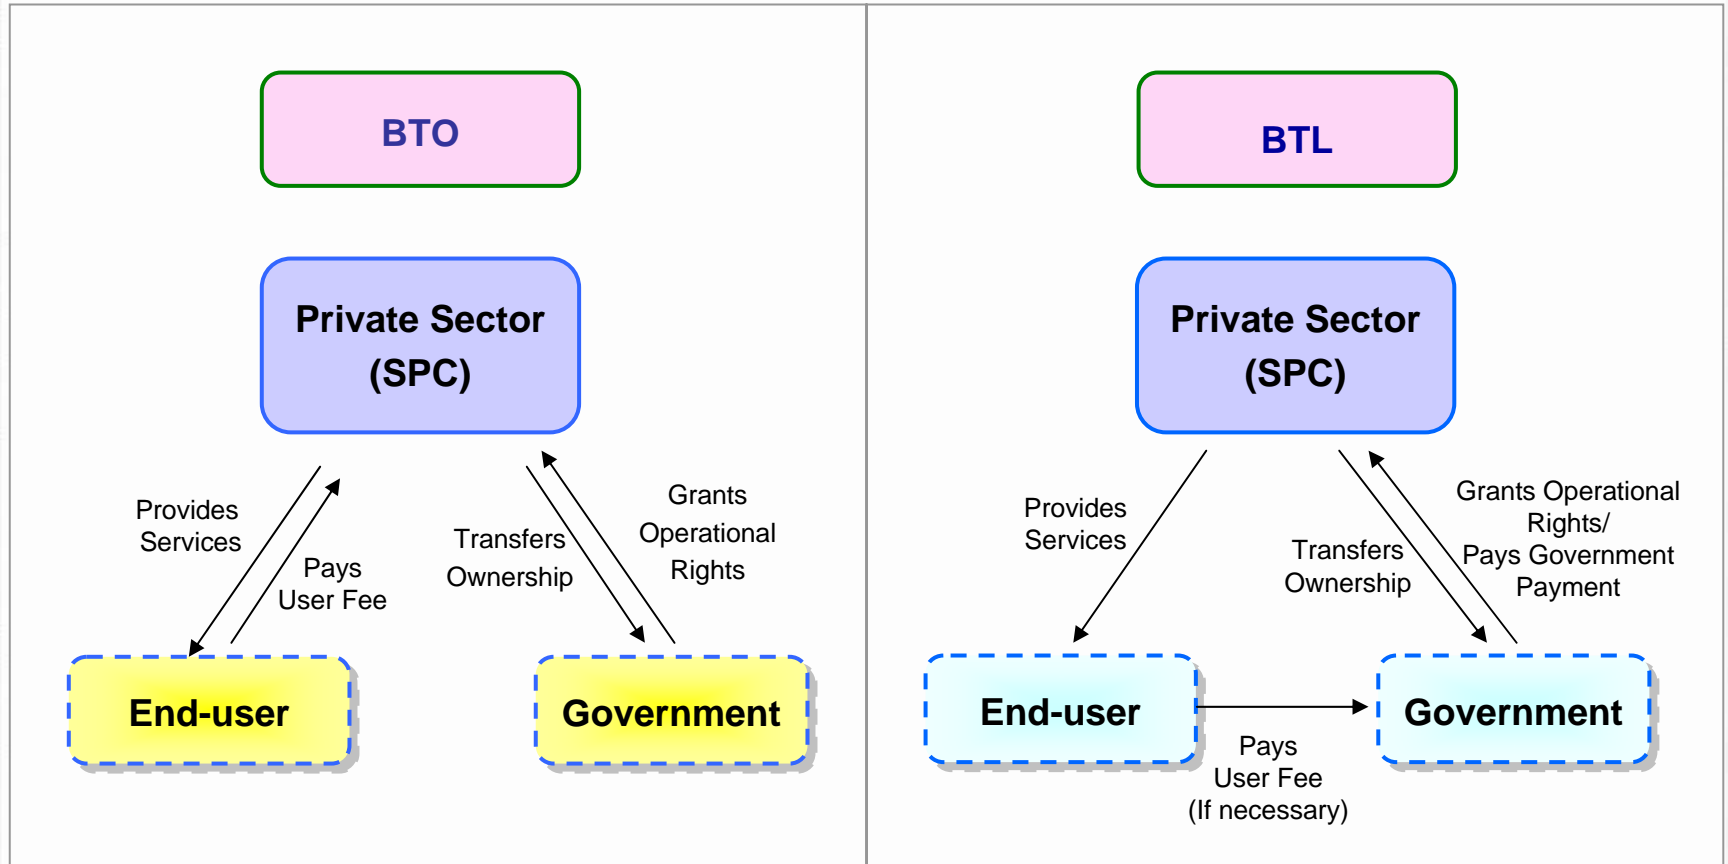 BTO
Private Sector
(SPC)
Provides
Services
Pays
User Fee
Transfers
Ownership
Grants
Operational
Rights
End-user
Government
BTL
Private Sector
(SPC)
Provides
Services
Transfers
Ownership
Grants Operational
Rights/
Pays Government
Payment
End-user
Government
Pays
User Fee
(If necessary)